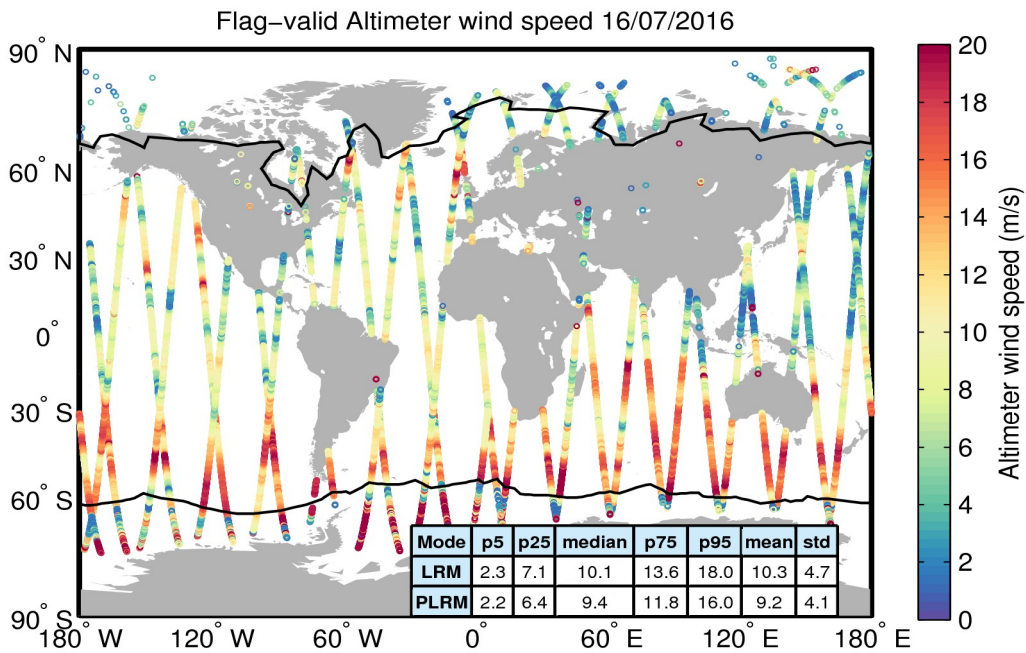 Flag−valid Altimeter wind speed 16/07/2016
90° N
60° N
30° N
0°
30° S
60° S
90° S
180° W
120° W
60° W
0°
60° E
120° E
180° E
Mode p5 p25 median p75 p95 mean std
LRM 2.3 7.1 10.1 13.6 18.0 10.3 4.7
PLRM 2.2 6.4 9.4 11.8 16.0 9.2 4.1
20
18
16
14
12
10
8
6
4
2
0
Altimeter wind speed (m/s)